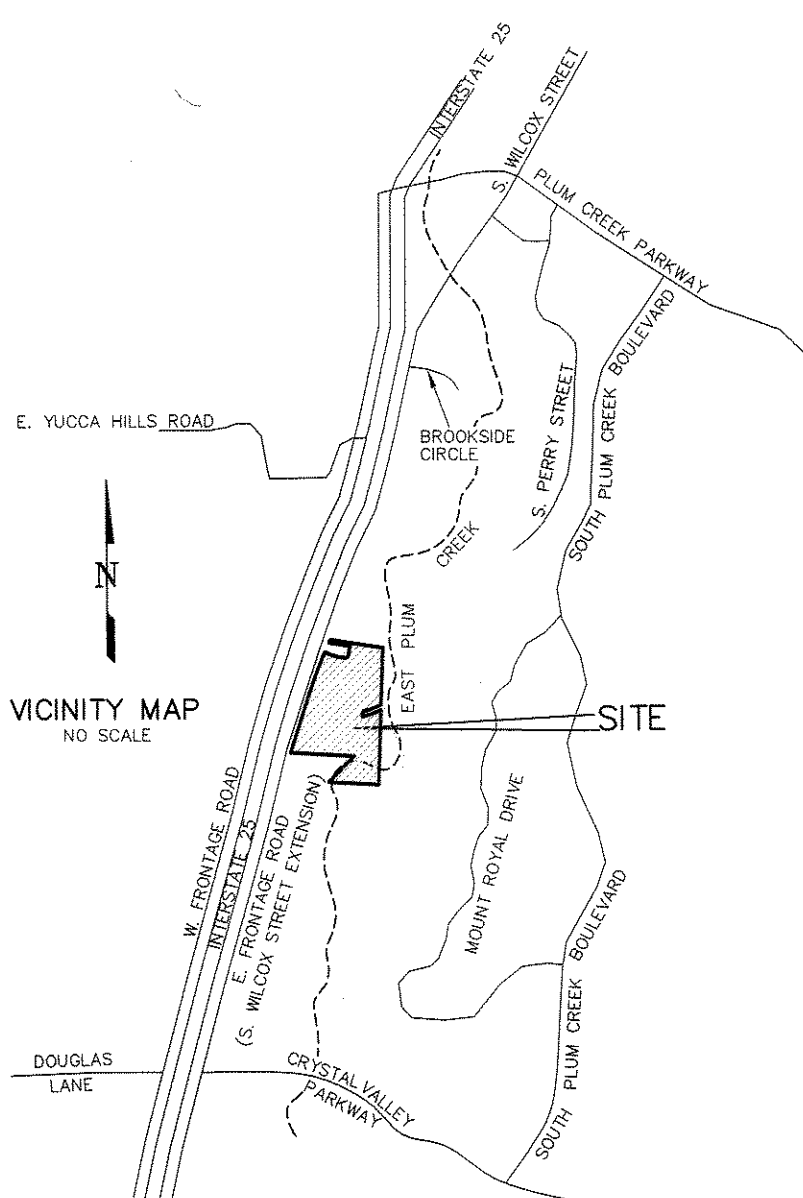 INTERSTATE 25
S. WILCOX STREET
PLUM CREEK PARKWAY
SOUTH PLUM CREEK BOULEVARD
S. PERRY STREET
E. YUCCA HILLS ROAD
BROOKSIDE
CIRCLE
CREEK
EAST PLUM
N
VICINITY MAP
NO SCALE
SITE
MOUNT ROYAL DRIVE
W. FRONTAGE ROAD
INTERSTATE 25
E. FRONTAGE ROAD
(S. WILCOX STREET EXTENSION)
SOUTH PLUM CREEK BOULEVARD
DOUGLAS
LANE
CRYSTAL VALLEY
PARKWAY